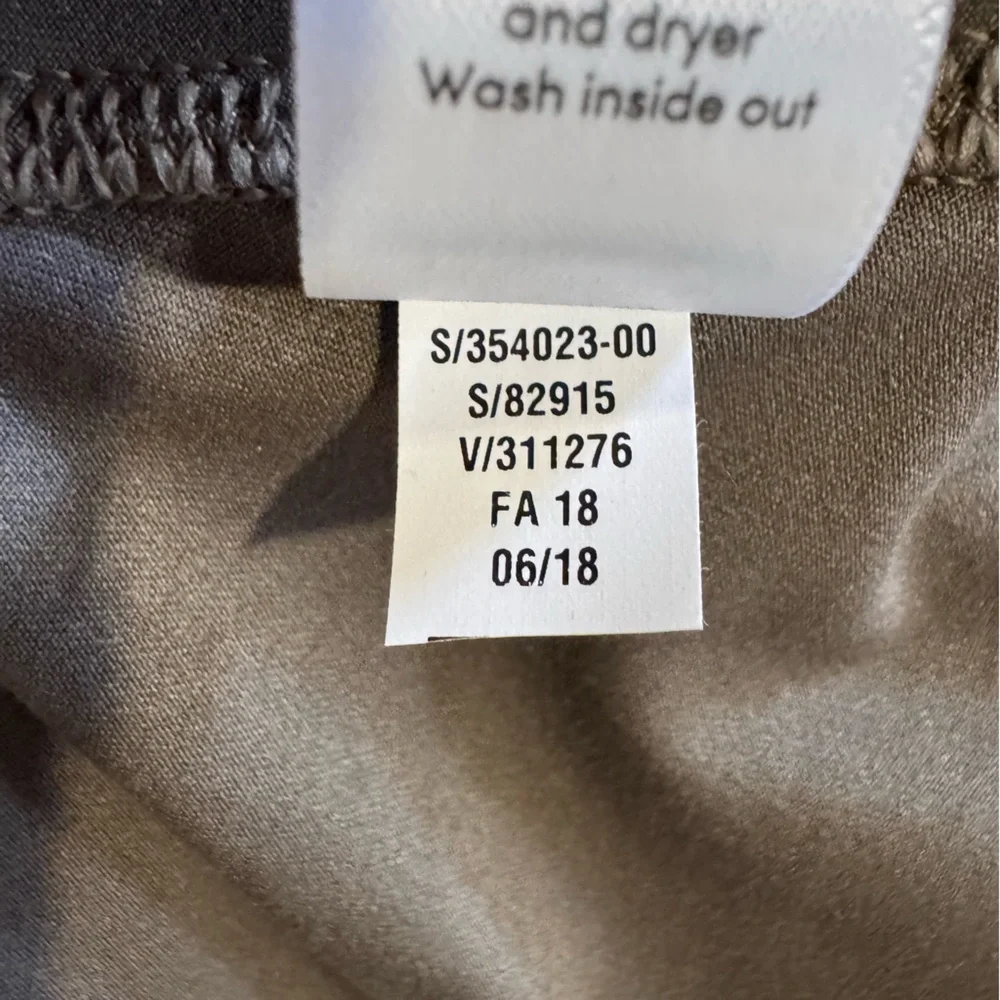 and dryer
Wash inside out
S/354023-00
S/82915
V/311276
FA 18
06/18